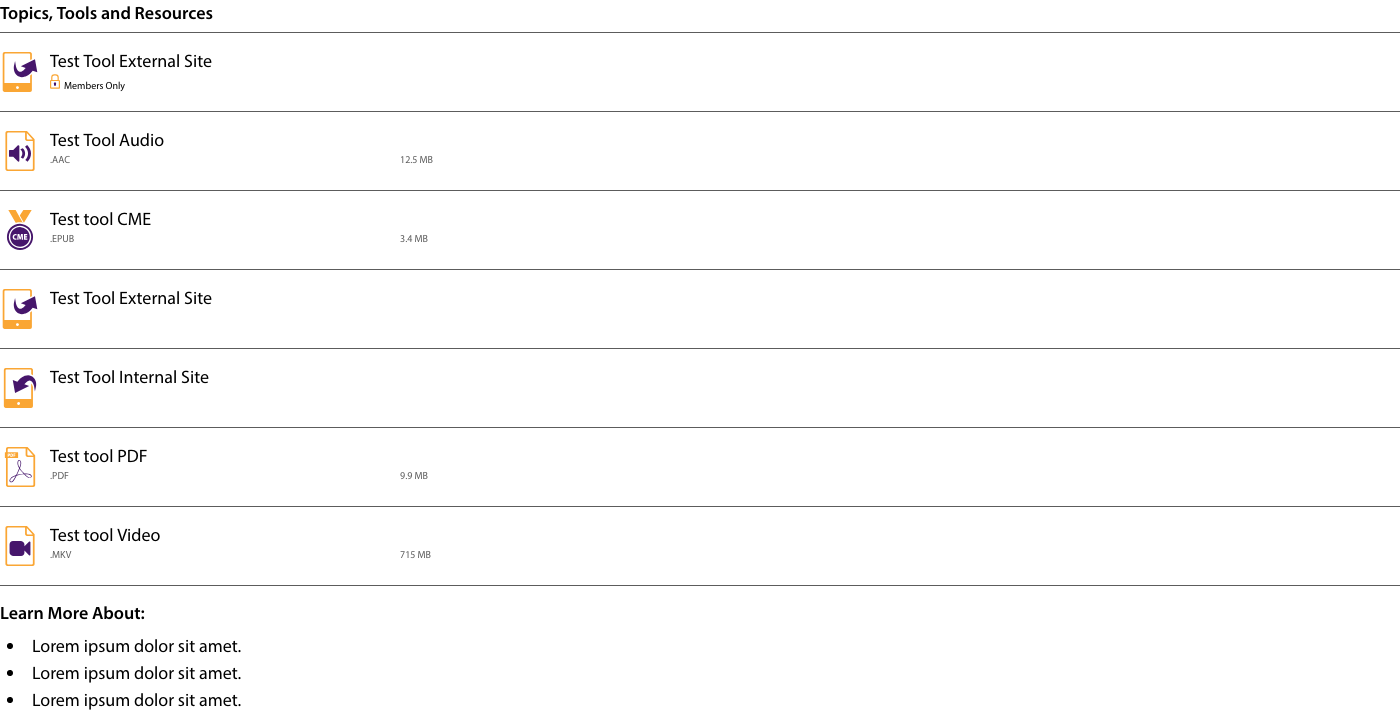 Topics, Tools and Resources
Test Tool External Site
Members Only
Test Tool Audio
.AAC 12.5 MB
Test tool CME
CME
.EPUB 3.4 MB
Test Tool External Site
Test Tool Internal Site
Test tool PDF
PDF
.PDF 9.9 MB
Test tool Video
.MKV 715 MB
Learn More About:
• Lorem ipsum dolor sit amet.
• Lorem ipsum dolor sit amet.
• Lorem ipsum dolor sit amet.